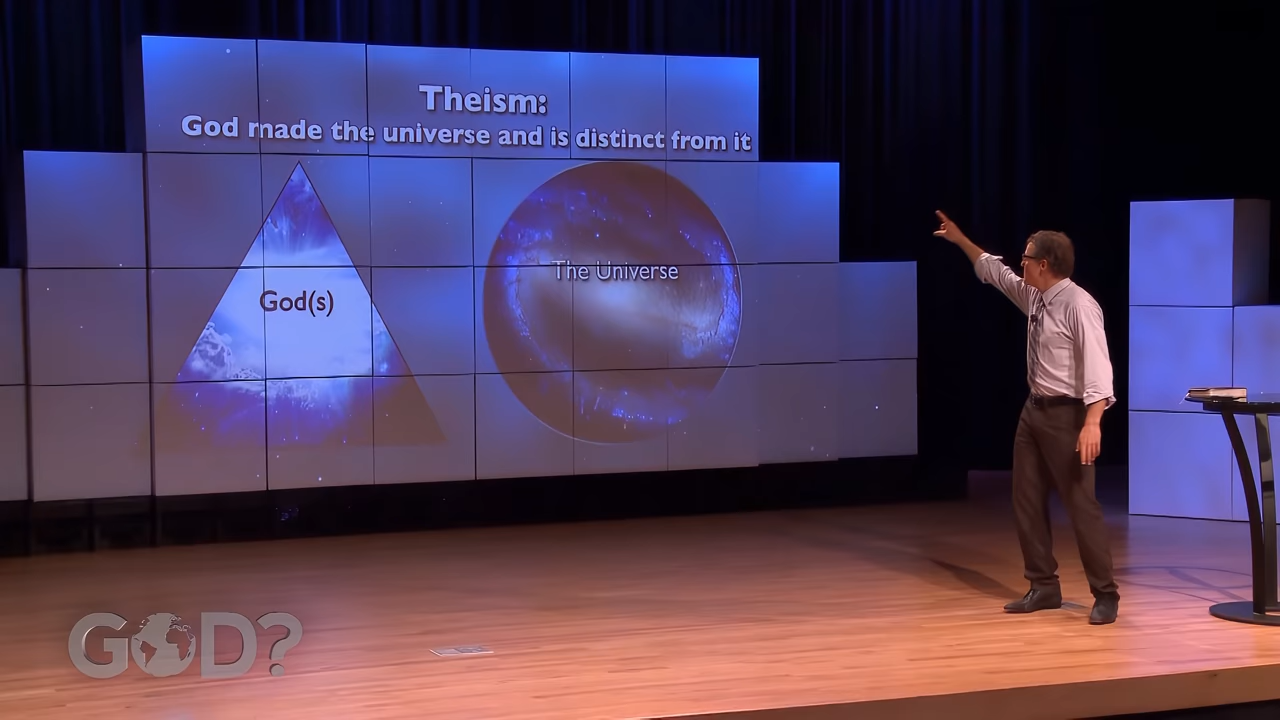 Theism:
God made the universe and is distinct from it
God(s)
The Universe
GOD?